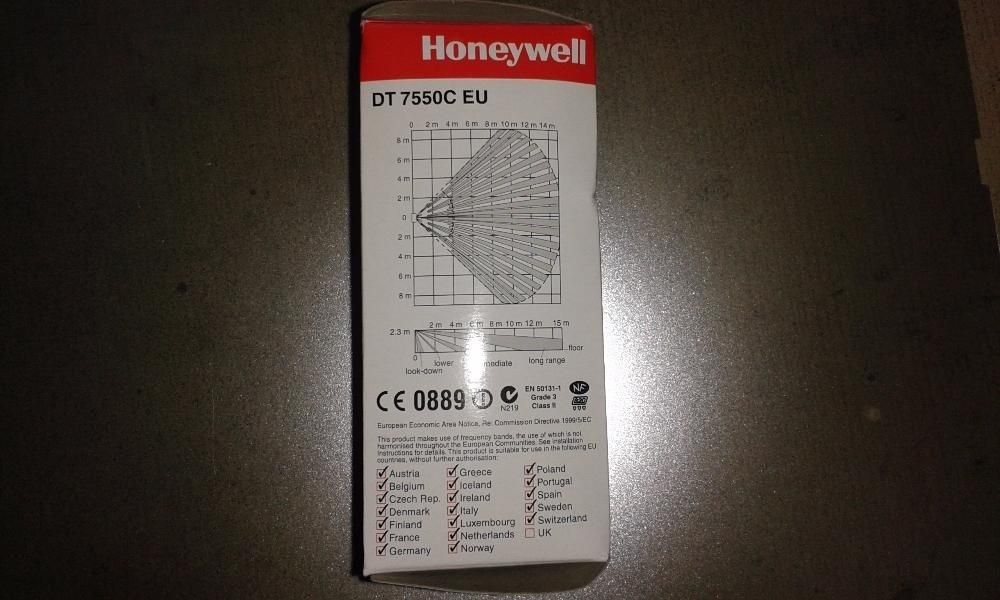 Honeywell
DT 7550C EU
0 2 m 4 m 6 m 8 m 10 m 12 m 14 m
8 m
6 m
4 m
2 m
0
2 m
4 m
6 m
8 m
2 m 4 m 6 m 8 m 10 m 12 m 15 m
2.3 m
floor
0
lower mediate long range
look-down
CE 0889
N219
EN 50131-1
Grade 3
Class II
NF
European Economic Area Notice, Re: Commission Directive 1999/5/EC
This product makes use of frequency bands, the use of which is not
harmonised throughout the European Communities. See Installation
Instructions for details. This product is suitable for use in the following EU
countries, without further authorisation:
Austria
Belgium
Czech Rep.
Denmark
Finland
France
Germany
Greece
Iceland
Ireland
Italy
Luxembourg
Netherlands
Norway
Poland
Portugal
Spain
Sweden
Switzerland
UK